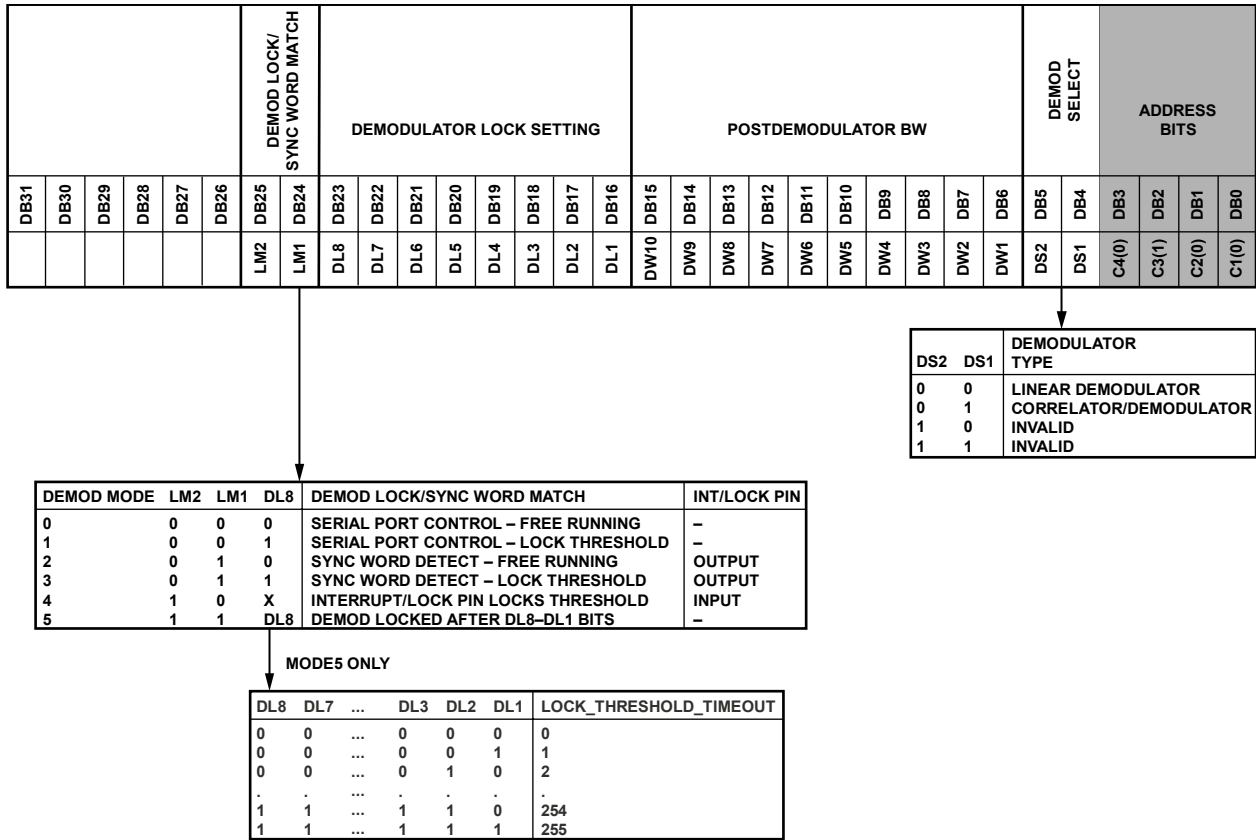 DEMOD LOCK/
SYNC WORD MATCH
DEMODULATOR LOCK SETTING
POSTDEMODULATOR BW
DEMOD
SELECT
ADDRESS
BITS
DB31 DB30 DB29 DB28 DB27 DB26 DB25 DB24 DB23 DB22 DB21 DB20 DB19 DB18 DB17 DB16 DB15 DB14 DB13 DB12 DB11 DB10 DB9 DB8 DB7 DB6 DB5 DB4 DB3 DB2 DB1 DB0
LM2 LM1 DL8 DL7 DL6 DL5 DL4 DL3 DL2 DL1 DW10 DW9 DW8 DW7 DW6 DW5 DW4 DW3 DW2 DW1 DS2 DS1 C4(0) C3(1) C2(0) C1(0)
DEMODULATOR
DS2 DS1 TYPE
0 0 LINEAR DEMODULATOR
0 1 CORRELATOR/DEMODULATOR
1 0 INVALID
1 1 INVALID
DEMOD MODE LM2 LM1 DL8 DEMOD LOCK/SYNC WORD MATCH INT/LOCK PIN
0 0 0 0 SERIAL PORT CONTROL – FREE RUNNING –
1 0 0 1 SERIAL PORT CONTROL – LOCK THRESHOLD –
2 0 1 0 SYNC WORD DETECT – FREE RUNNING OUTPUT
3 0 1 1 SYNC WORD DETECT – LOCK THRESHOLD OUTPUT
4 1 0 X INTERRUPT/LOCK PIN LOCKS THRESHOLD INPUT
5 1 1 DL8 DEMOD LOCKED AFTER DL8–DL1 BITS –
MODE5 ONLY
DL8 DL7 ... DL3 DL2 DL1 LOCK_THRESHOLD_TIMEOUT
0 0 ... 0 0 0 0
0 0 ... 0 0 1 1
0 0 ... 0 1 0 2
. . ... . . . .
1 1 ... 1 1 0 254
1 1 ... 1 1 1 255